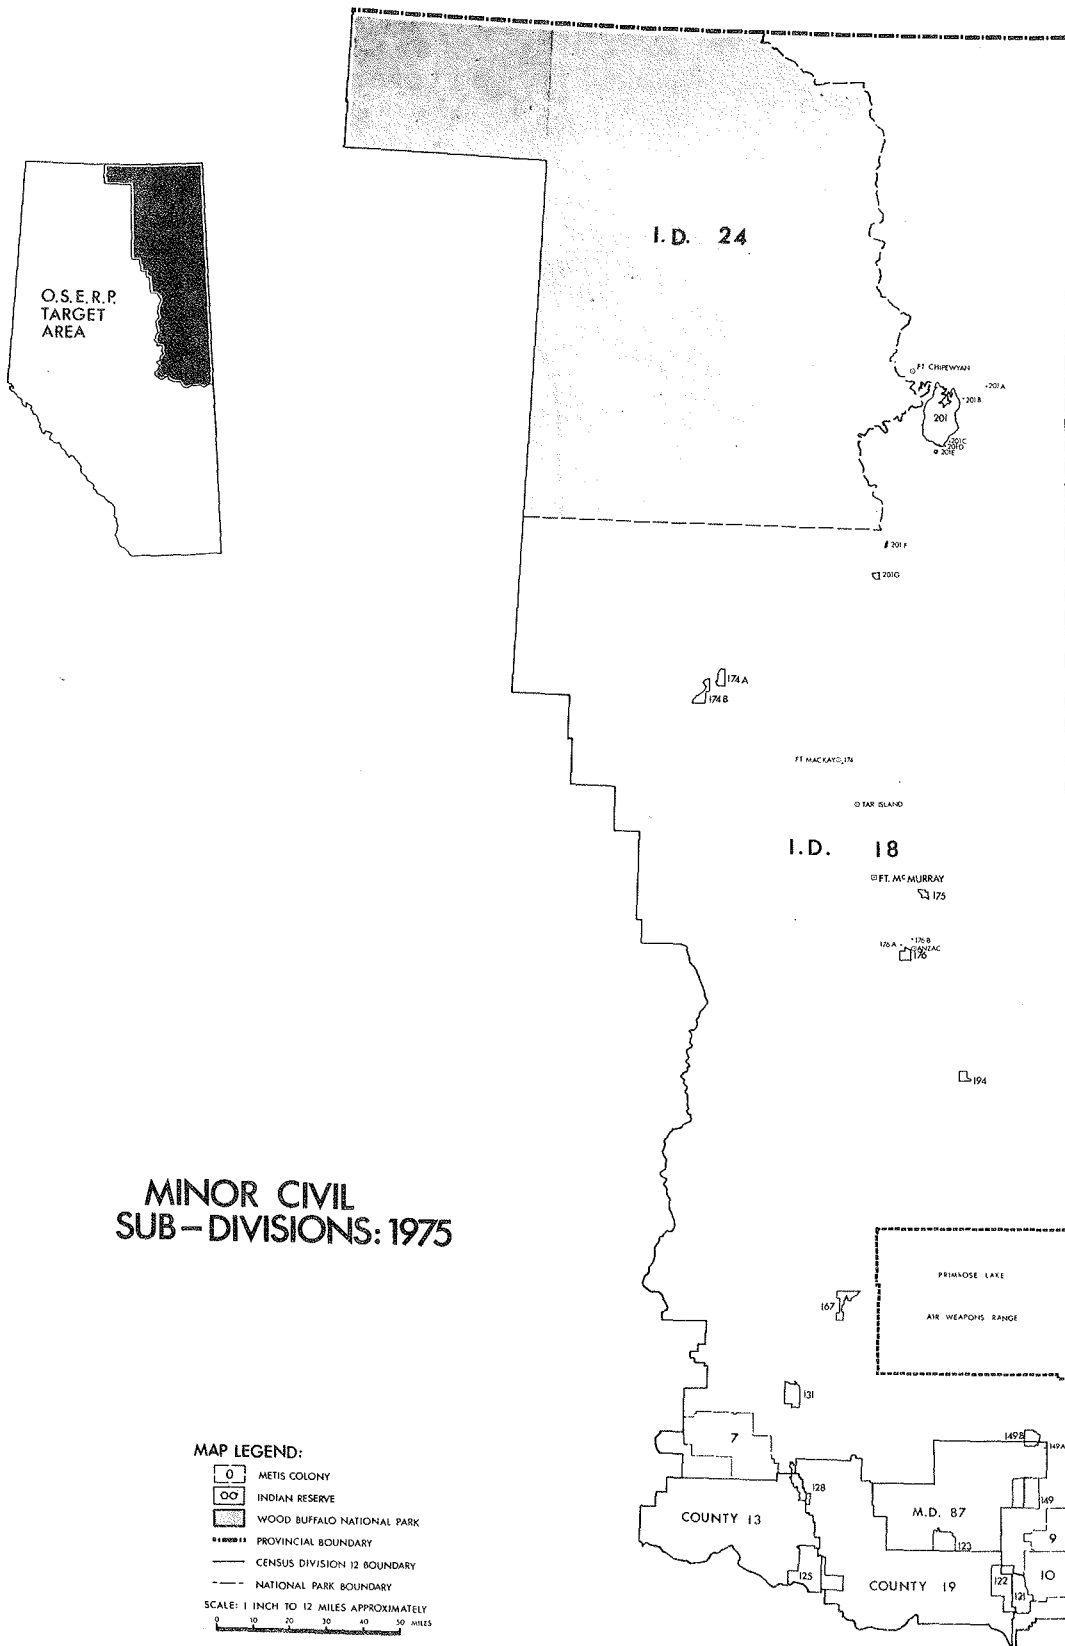 I.D. 24
O.S.E.R.P.
TARGET
AREA
FT CHIPEWYAN
201A
201B
201
201C
201D
201E
201F
201G
174A
174B
FT MACKAY 174
TAR ISLAND
I.D. 18
FT. McMURRAY
175
176A
176B
ANZAC
176
194
MINOR CIVIL
SUB-DIVISIONS: 1975
PRIMROSE LAKE
AIR WEAPONS RANGE
167
131
7
149B
149A
128
149
COUNTY 13
M.D. 87
9
123
125
122
10
COUNTY 19
121
MAP LEGEND:
0 METIS COLONY
00 INDIAN RESERVE
WOOD BUFFALO NATIONAL PARK
PROVINCIAL BOUNDARY
CENSUS DIVISION 12 BOUNDARY
NATIONAL PARK BOUNDARY
SCALE: 1 INCH TO 12 MILES APPROXIMATELY
0 10 20 30 40 50 MILES